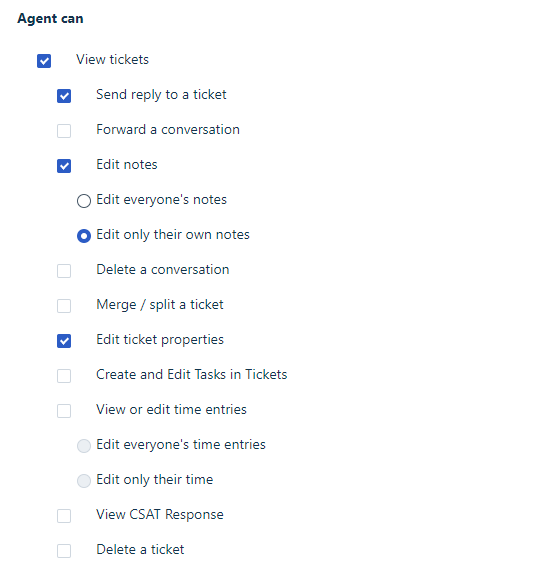 Agent can
View tickets
Send reply to a ticket
Forward a conversation
Edit notes
Edit everyone's notes
Edit only their own notes
Delete a conversation
Merge / split a ticket
Edit ticket properties
Create and Edit Tasks in Tickets
View or edit time entries
Edit everyone's time entries
Edit only their time
View CSAT Response
Delete a ticket